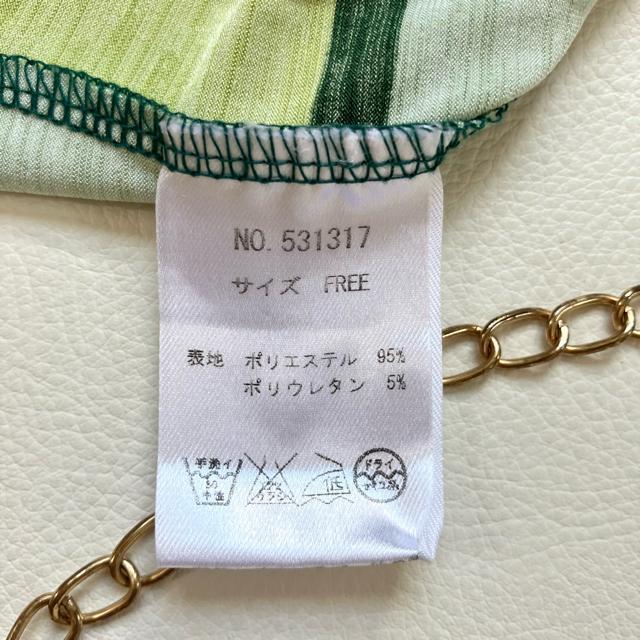 NO. 531317
サイズ FREE
表地 ポリエステル 95%
ポリウレタン 5%
手洗イ
中性
低
ドライ